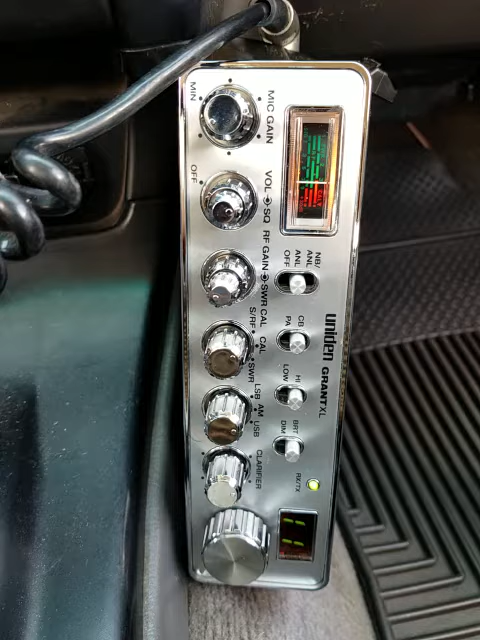 MIN
MIC GAIN
OFF
VOL
SQ
RF GAIN
SWR CAL
S/RF
CAL
SWR
LSB AM USB
CLARIFIER
NB/
ANL
ANL
OFF
CB
PA
HI
LOW
BRT
DIM
RX/TX
uniden GRANT XL
11